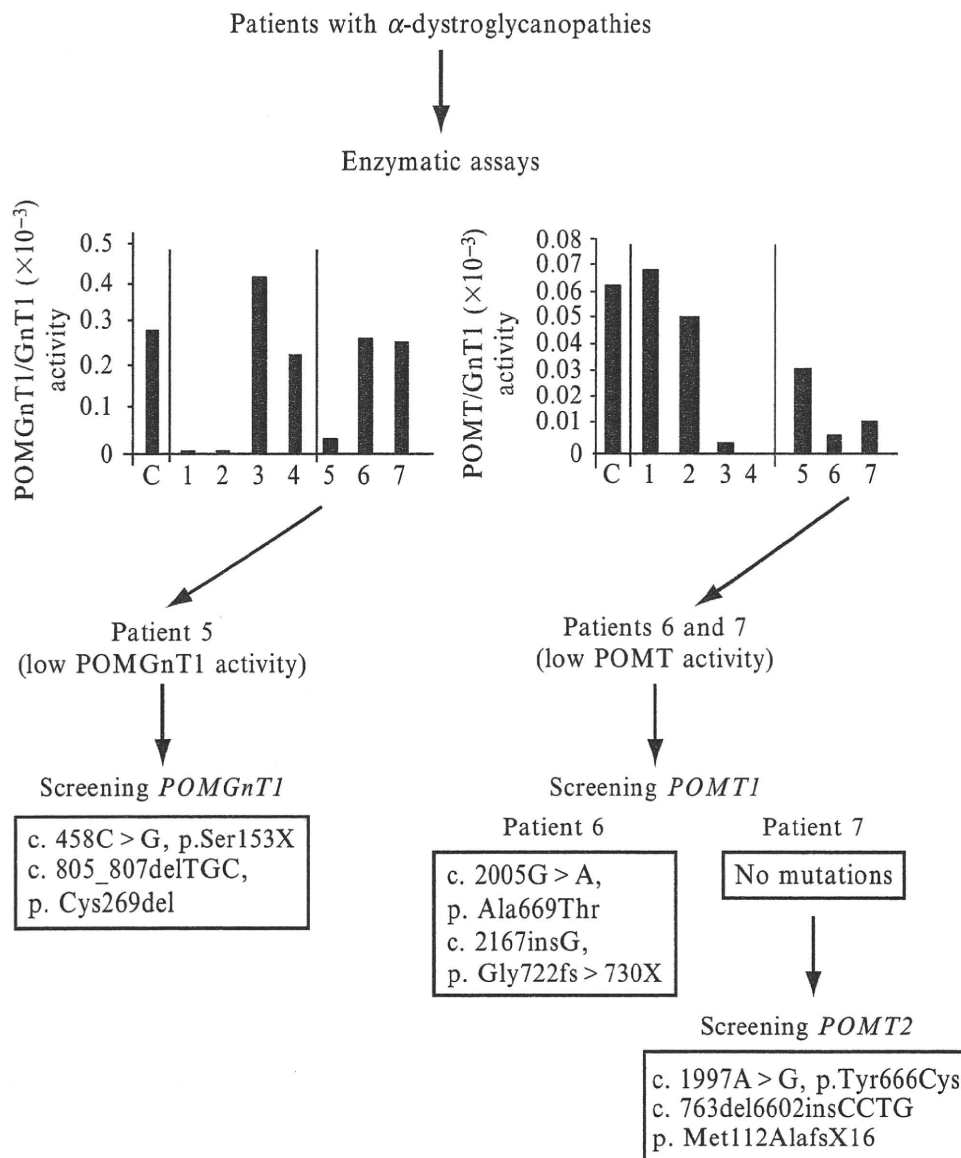 Patients with α-dystroglycanopathies
Enzymatic assays
POMGnT1/GnT1 (×10⁻³)
activity
0.5
0.4
0.3
0.2
0.1
0
C 1 2 3 4 5 6 7
POMT/GnT1 (×10⁻³)
activity
0.08
0.07
0.06
0.05
0.04
0.03
0.02
0.01
0
C 1 2 3 4 5 6 7
Patient 5
(low POMGnT1 activity)
Screening POMGnT1
c. 458C > G, p.Ser153X
c. 805_807delTGC,
p. Cys269del
Patients 6 and 7
(low POMT activity)
Screening POMT1
Patient 6
c. 2005G > A,
p. Ala669Thr
c. 2167insG,
p. Gly722fs > 730X
Patient 7
No mutations
Screening POMT2
c. 1997A > G, p.Tyr666Cys
c. 763del6602insCCTG
p. Met112AlafsX16